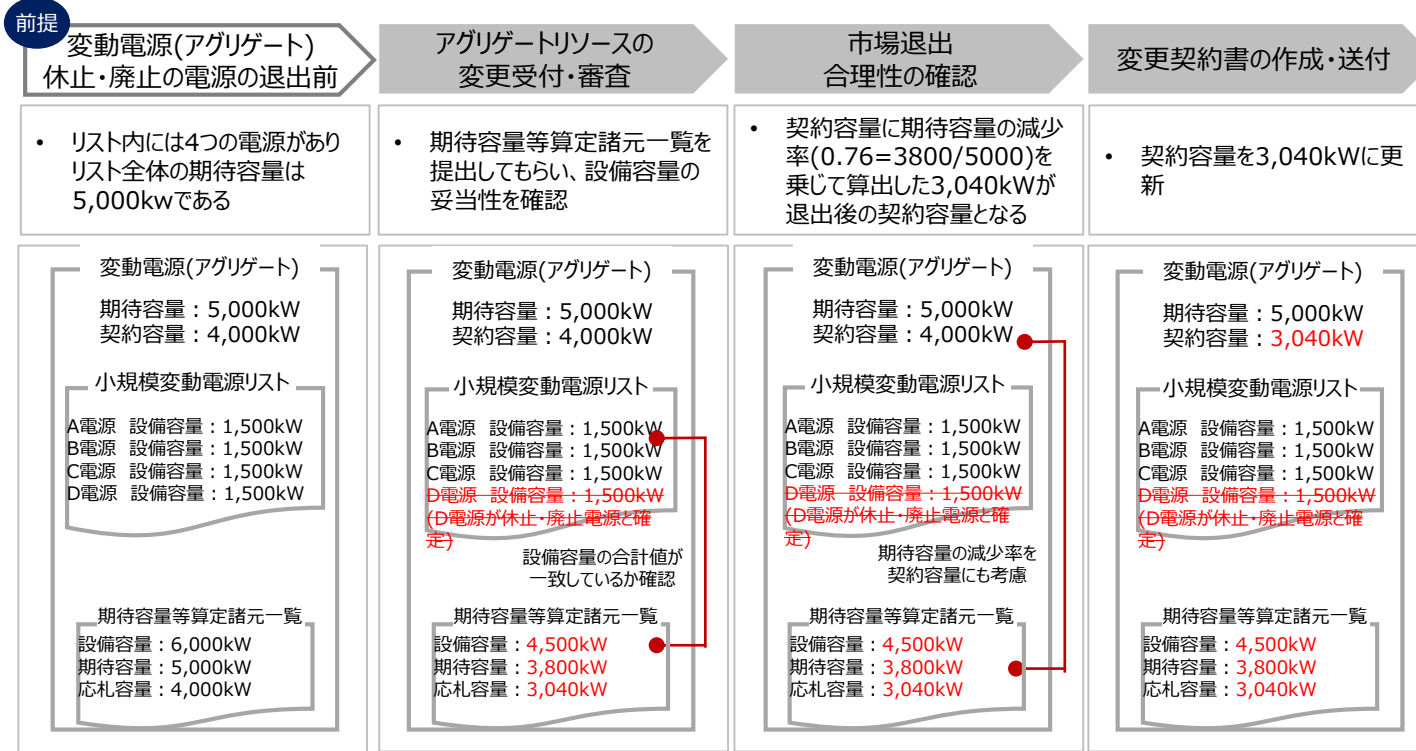 前提
変動電源(アグリゲート)
休止・廃止の電源の退出前
アグリゲートリソースの
変更受付・審査
市場退出
合理性の確認
変更契約書の作成・送付
• リスト内には4つの電源があり
リスト全体の期待容量は
5,000kwである
• 期待容量等算定諸元一覧を
提出してもらい、設備容量の
妥当性を確認
• 契約容量に期待容量の減少
率(0.76=3800/5000)を
乗じて算出した3,040kWが
退出後の契約容量となる
• 契約容量を3,040kWに更
新
変動電源(アグリゲート)
期待容量：5,000kW
契約容量：4,000kW
小規模変動電源リスト
A電源 設備容量：1,500kW
B電源 設備容量：1,500kW
C電源 設備容量：1,500kW
D電源 設備容量：1,500kW
期待容量等算定諸元一覧
設備容量：6,000kW
期待容量：5,000kW
応札容量：4,000kW
変動電源(アグリゲート)
期待容量：5,000kW
契約容量：4,000kW
小規模変動電源リスト
A電源 設備容量：1,500kW
B電源 設備容量：1,500kW
C電源 設備容量：1,500kW
D電源 設備容量：1,500kW
(D電源が休止・廃止電源と確
定)
設備容量の合計値が
一致しているか確認
期待容量等算定諸元一覧
設備容量：4,500kW
期待容量：3,800kW
応札容量：3,040kW
変動電源(アグリゲート)
期待容量：5,000kW
契約容量：4,000kW
小規模変動電源リスト
A電源 設備容量：1,500kW
B電源 設備容量：1,500kW
C電源 設備容量：1,500kW
D電源 設備容量：1,500kW
(D電源が休止・廃止電源と確
定)
期待容量の減少率を
契約容量にも考慮
期待容量等算定諸元一覧
設備容量：4,500kW
期待容量：3,800kW
応札容量：3,040kW
変動電源(アグリゲート)
期待容量：5,000kW
契約容量：3,040kW
小規模変動電源リスト
A電源 設備容量：1,500kW
B電源 設備容量：1,500kW
C電源 設備容量：1,500kW
D電源 設備容量：1,500kW
(D電源が休止・廃止電源と確
定)
期待容量等算定諸元一覧
設備容量：4,500kW
期待容量：3,800kW
応札容量：3,040kW